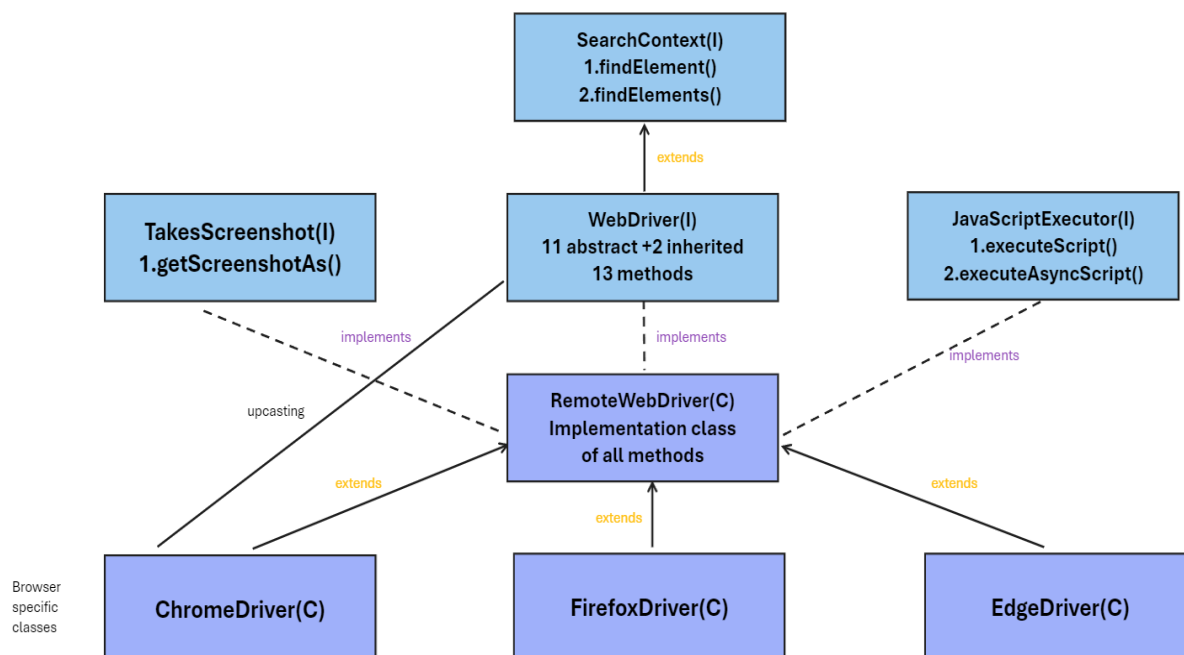 SearchContext(I)
1.findElement()
2.findElements()
extends
TakesScreenshot(I)
1.getScreenshotAs()
WebDriver(I)
11 abstract +2 inherited
13 methods
JavaScriptExecutor(I)
1.executeScript()
2.executeAsyncScript()
implements
implements
implements
upcasting
RemoteWebDriver(C)
Implementation class
of all methods
extends
extends
extends
Browser
specific
classes
ChromeDriver(C)
FirefoxDriver(C)
EdgeDriver(C)